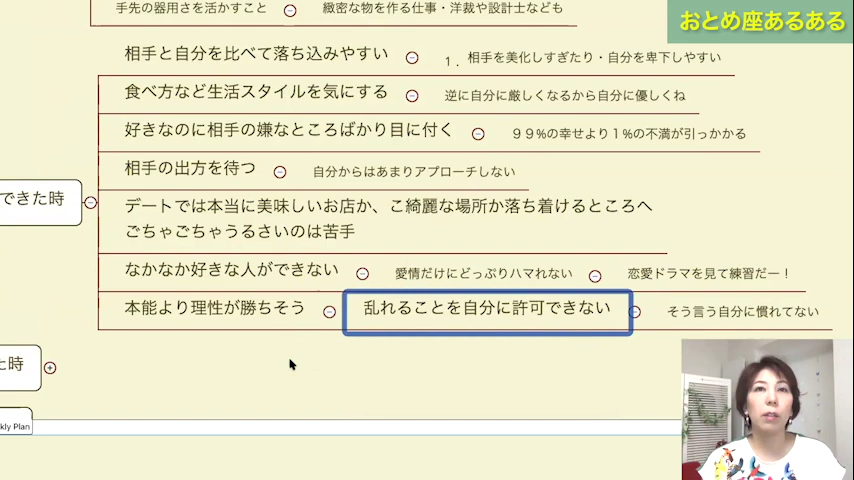 手先の器用さを活かすこと 緻密な物を作る仕事・洋裁や設計士なども
おとめ座あるある
相手と自分を比べて落ち込みやすい 1. 相手を美化しすぎたり・自分を卑下しやすい
食べ方など生活スタイルを気にする 逆に自分に厳しくなるから自分に優しくね
好きなのに相手の嫌なところばかり目に付く 99%の幸せより1%の不満が引っかかる
相手の出方を待つ 自分からはあまりアプローチしない
できた時
デートでは本当に美味しいお店か、こ綺麗な場所か落ち着けるところへ
ごちゃごちゃうるさいのは苦手
なかなか好きな人ができない 愛情だけにどっぷりハマれない 恋愛ドラマを見て練習だー!
本能より理性が勝ちそう 乱れることを自分に許可できない そう言う自分に慣れてない
た時
kly Plan